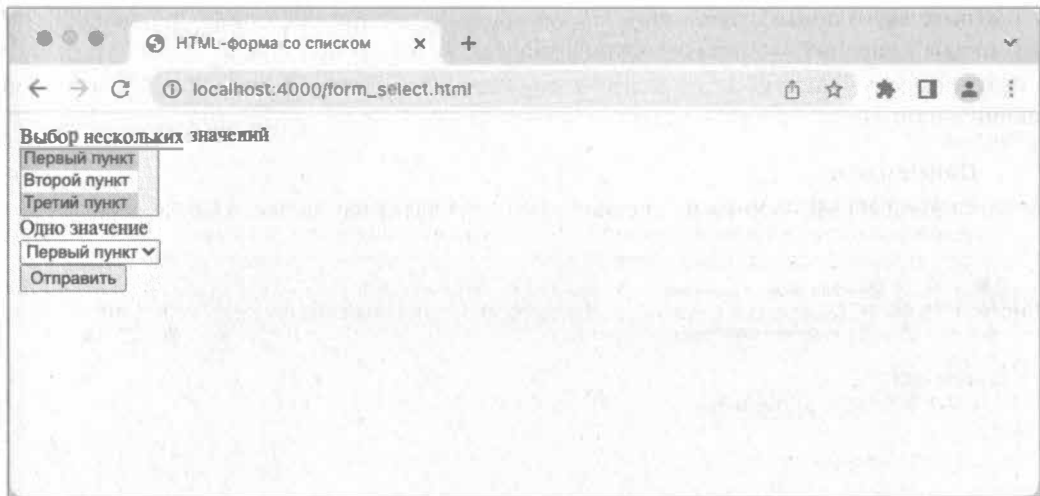 HTML-форма со списком
localhost:4000/form_select.html
Выбор нескольких значений
Первый пункт
Второй пункт
Третий пункт
Одно значение
Первый пункт
Отправить